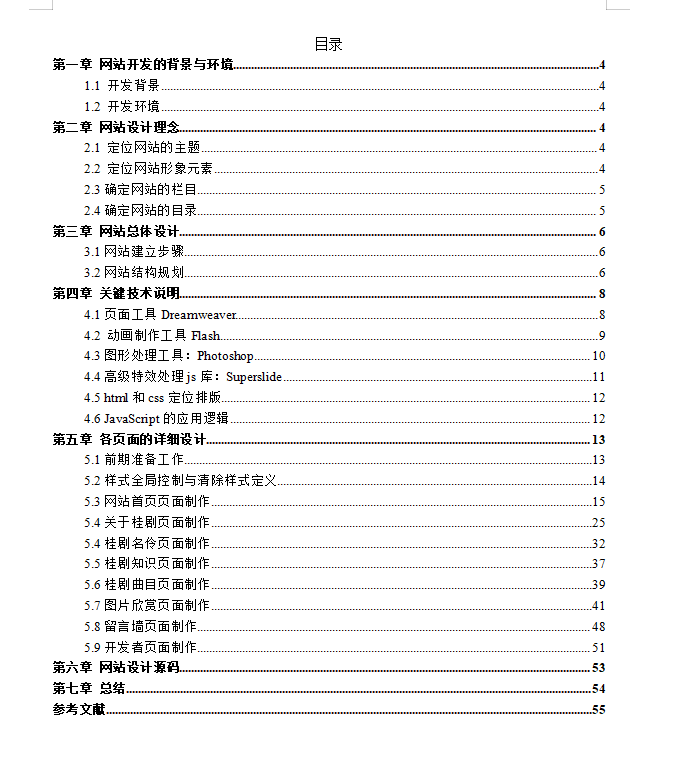 目录
第一章 网站开发的背景与环境........4
1.1 开发背景........4
1.2 开发环境........4
第二章 网站设计理念........4
2.1 定位网站的主题........4
2.2 定位网站形象元素........4
2.3 确定网站的栏目........5
2.4 确定网站的目录........5
第三章 网站总体设计........6
3.1 网站建立步骤........6
3.2 网站结构规划........6
第四章 关键技术说明........8
4.1 页面工具 Dreamweaver........8
4.2 动画制作工具 Flash........9
4.3 图形处理工具：Photoshop........10
4.4 高级特效处理 js 库：Superslide........11
4.5 html 和 css 定位排版........12
4.6 JavaScript 的应用逻辑........12
第五章 各页面的详细设计........13
5.1 前期准备工作........13
5.2 样式全局控制与清除样式定义........14
5.3 网站首页页面制作........15
5.4 关于桂剧页面制作........25
5.4 桂剧名伶页面制作........32
5.5 桂剧知识页面制作........37
5.6 桂剧曲目页面制作........39
5.7 图片欣赏页面制作........41
5.8 留言墙页面制作........48
5.9 开发者页面制作........51
第六章 网站设计源码........53
第七章 总结........54
参考文献........55